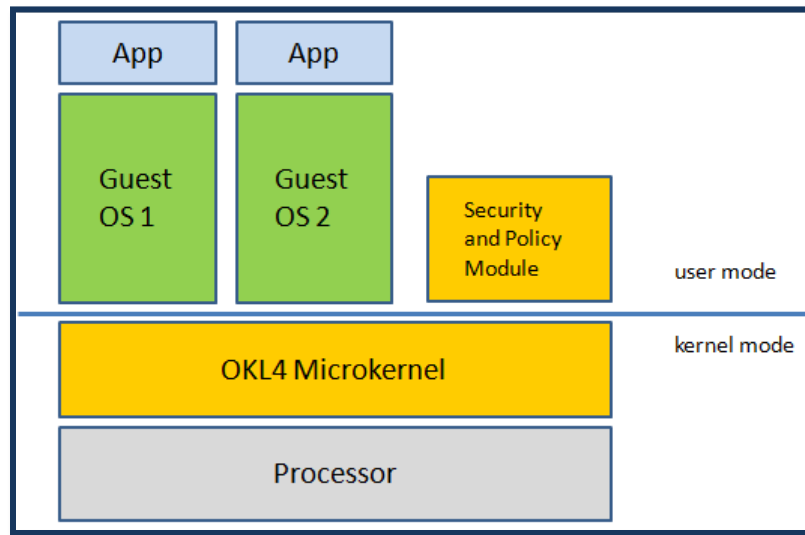 App
App
Guest
OS 1
Guest
OS 2
Security
and Policy
Module
user mode
kernel mode
OKL4 Microkernel
Processor